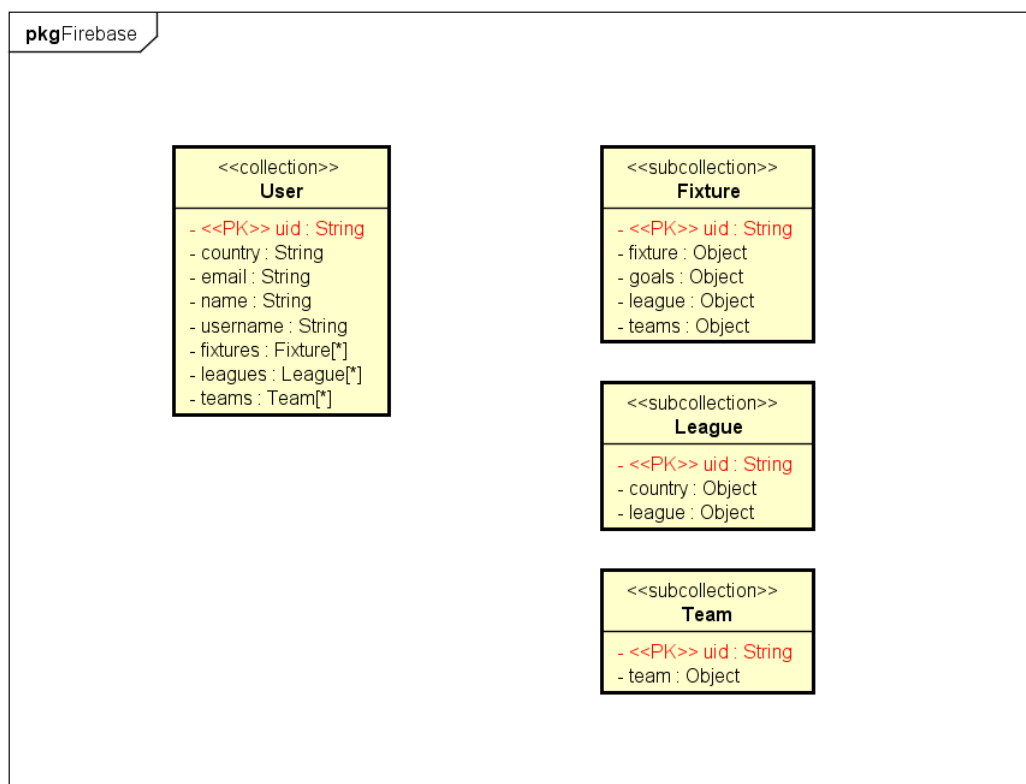 pkgFirebase
<<collection>>
User
- <<PK>> uid : String
- country : String
- email : String
- name : String
- username : String
- fixtures : Fixture[*]
- leagues : League[*]
- teams : Team[*]
<<subcollection>>
Fixture
- <<PK>> uid : String
- fixture : Object
- goals : Object
- league : Object
- teams : Object
<<subcollection>>
League
- <<PK>> uid : String
- country : Object
- league : Object
<<subcollection>>
Team
- <<PK>> uid : String
- team : Object